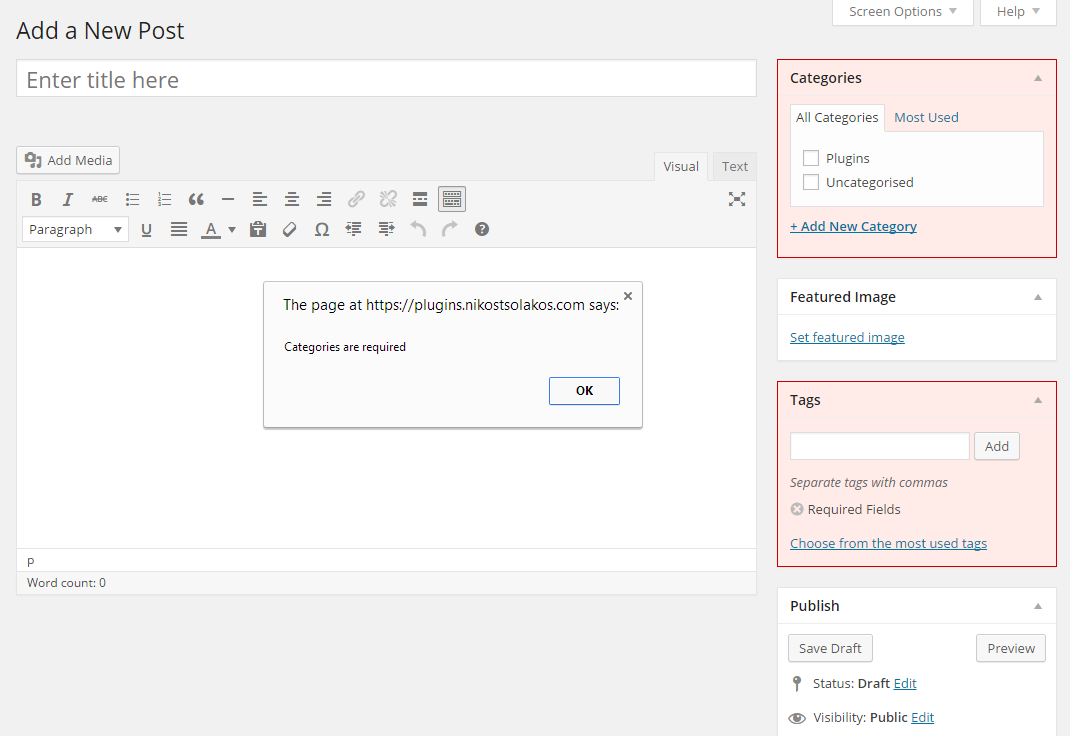 Screen Options
Help
Add a New Post
Enter title here
Add Media
Visual
Text
B I ABC
Paragraph U A Ω ?
The page at https://plugins.nikostsolakos.com says:
Categories are required
OK
p
Word count: 0
Categories
All Categories
Most Used
Plugins
Uncategorised
+ Add New Category
Featured Image
Set featured image
Tags
Add
Separate tags with commas
Required Fields
Choose from the most used tags
Publish
Save Draft
Preview
Status: Draft Edit
Visibility: Public Edit